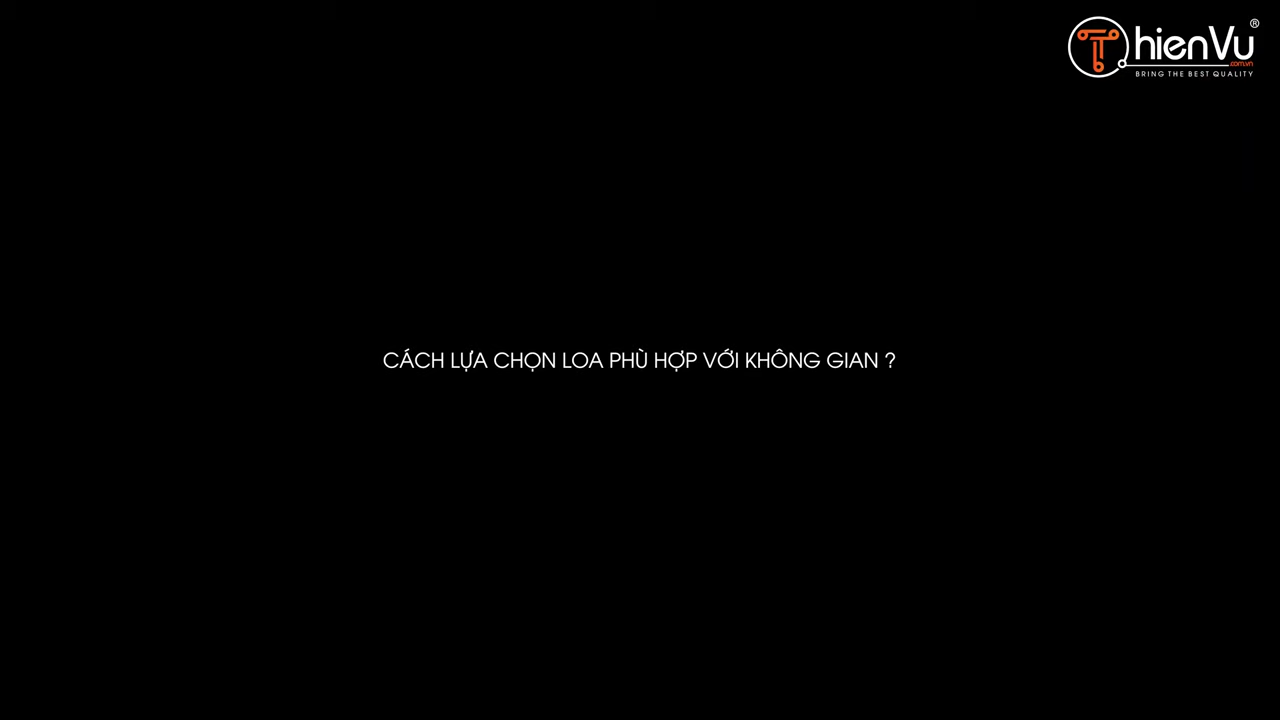 ThienVu®
.com.vn
BRING THE BEST QUALITY
CÁCH LỰA CHỌN LOA PHÙ HỢP VỚI KHÔNG GIAN ?